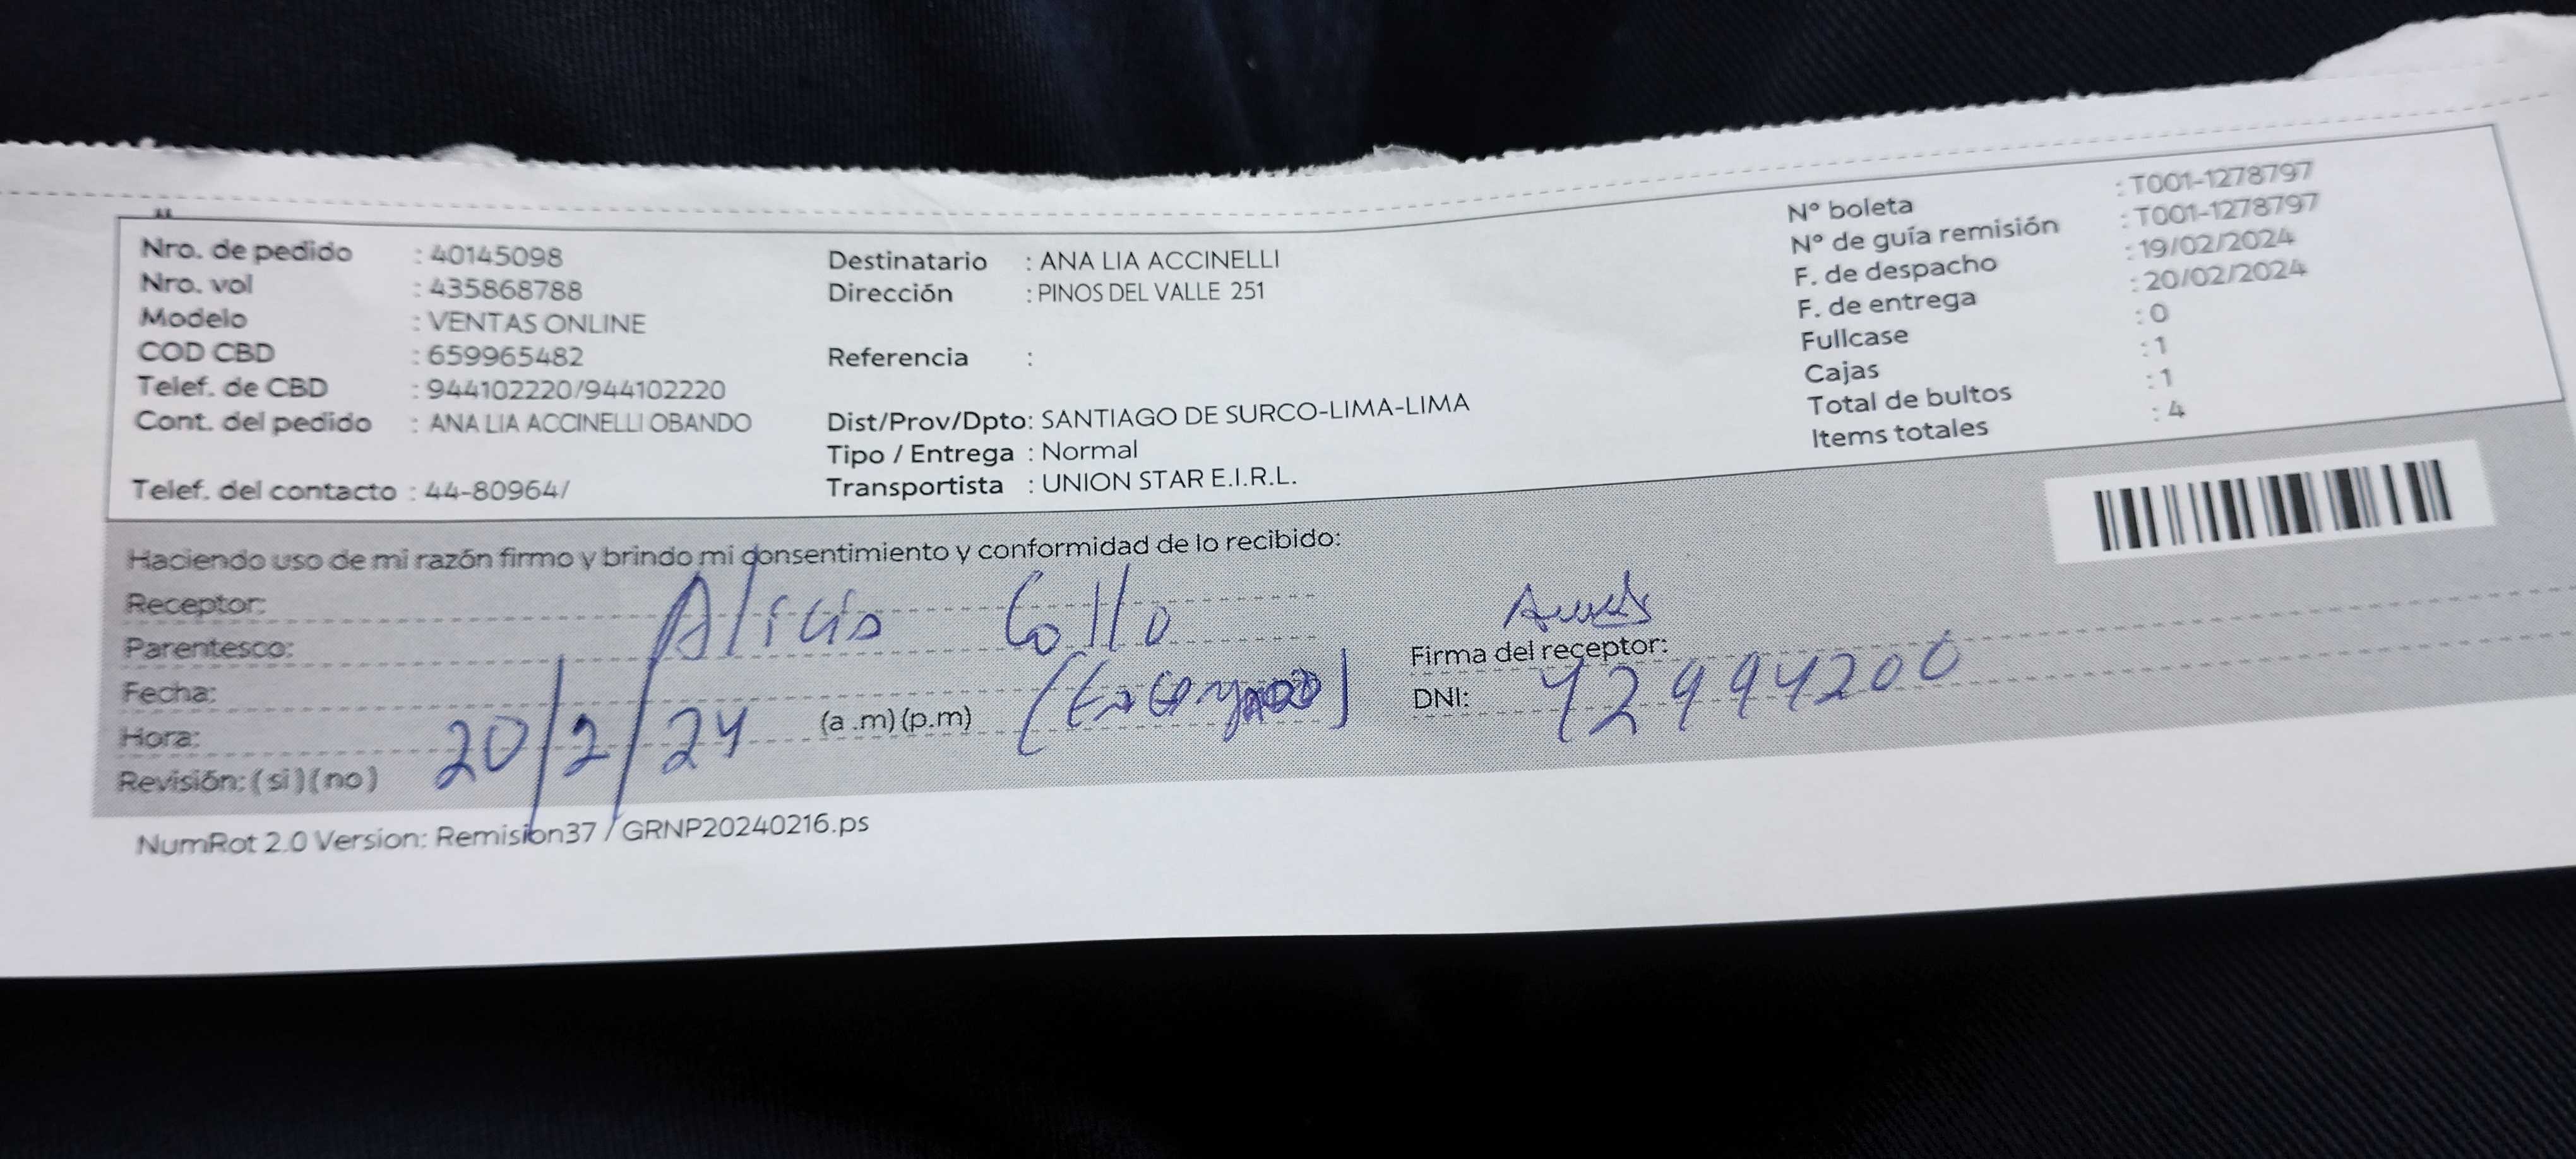 Nro. de pedido : 40145098
Nro. vol : 435868788
Modelo : VENTAS ONLINE
COD CBD : 659965482
Telef. de CBD : 944102220/944102220
Cont. del pedido : ANA LIA ACCINELLI OBANDO
Telef. del contacto : 44-80964/
Destinatario : ANA LIA ACCINELLI
Dirección : PINOS DEL VALLE 251
Referencia :
Dist/Prov/Dpto: SANTIAGO DE SURCO-LIMA-LIMA
Tipo / Entrega : Normal
Transportista : UNION STAR E.I.R.L.
N° boleta : T001-1278797
N° de guía remisión : T001-1278797
F. de despacho : 19/02/2024
F. de entrega : 20/02/2024
Fullcase : 0
Cajas : 1
Total de bultos : 1
Items totales : 4
Haciendo uso de mi razón firmo y brindo mi consentimiento y conformidad de lo recibido:
Receptor: Alicia Collo
Parentesco:
Fecha: 20/2/24
Hora: (a .m) (p.m)
Revisión: (si) (no)
Firma del receptor:
DNI: 42994200
NumRot 2.0 Version: Remision37 / GRNP20240216.ps